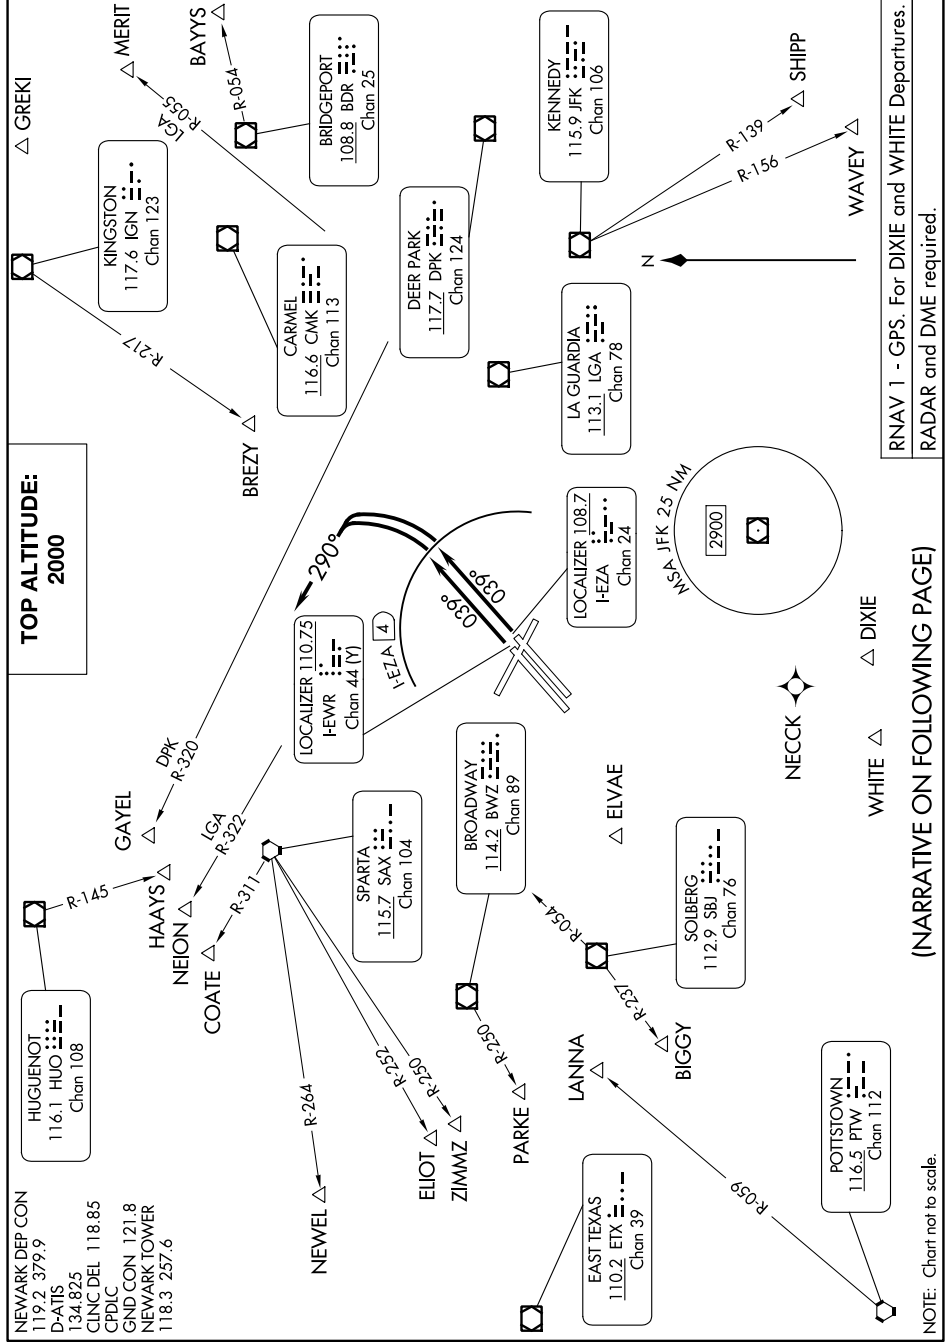 NEWARK DEP CON
119.2 379.9
D-ATIS
134.825
CLNC DEL 118.85
CPDLC
GND CON 121.8
NEWARK TOWER
118.3 257.6
TOP ALTITUDE:
2000
HUGUENOT
116.1 HUO
Chan 108
R-145
HAAYS
GAYEL
DPK
R-320
NEION
LGA
R-322
COATE
R-311
SPARTA
115.7 SAX
Chan 104
NEWEL
R-264
ELIOT
R-252
ZIMMZ
R-250
PARKE
R-250
BROADWAY
114.2 BWZ
Chan 89
GREKI
KINGSTON
117.6 IGN
Chan 123
R-217
BREZY
MERIT
LGA
R-055
BAYYS
R-054
BRIDGEPORT
108.8 BDR
Chan 25
CARMEL
116.6 CMK
Chan 113
DEER PARK
117.7 DPK
Chan 124
KENNEDY
115.9 JFK
Chan 106
R-139
SHIPP
R-156
WAVEY
N
LA GUARDIA
113.1 LGA
Chan 78
290°
LOCALIZER 110.75
I-EWR
Chan 44 (Y)
I-EZA 4
039°
039°
LOCALIZER 108.7
I-EZA
Chan 24
MSA JFK 25 NM
2900
ELVAE
R-054
SOLBERG
112.9 SBJ
Chan 76
R-237
BIGGY
LANNA
R-059
EAST TEXAS
110.2 ETX
Chan 39
POTTSTOWN
116.5 PTW
Chan 112
NECCK
WHITE
DIXIE
RNAV 1 - GPS. For DIXIE and WHITE Departures.
RADAR and DME required.
NOTE: Chart not to scale.
(NARRATIVE ON FOLLOWING PAGE)